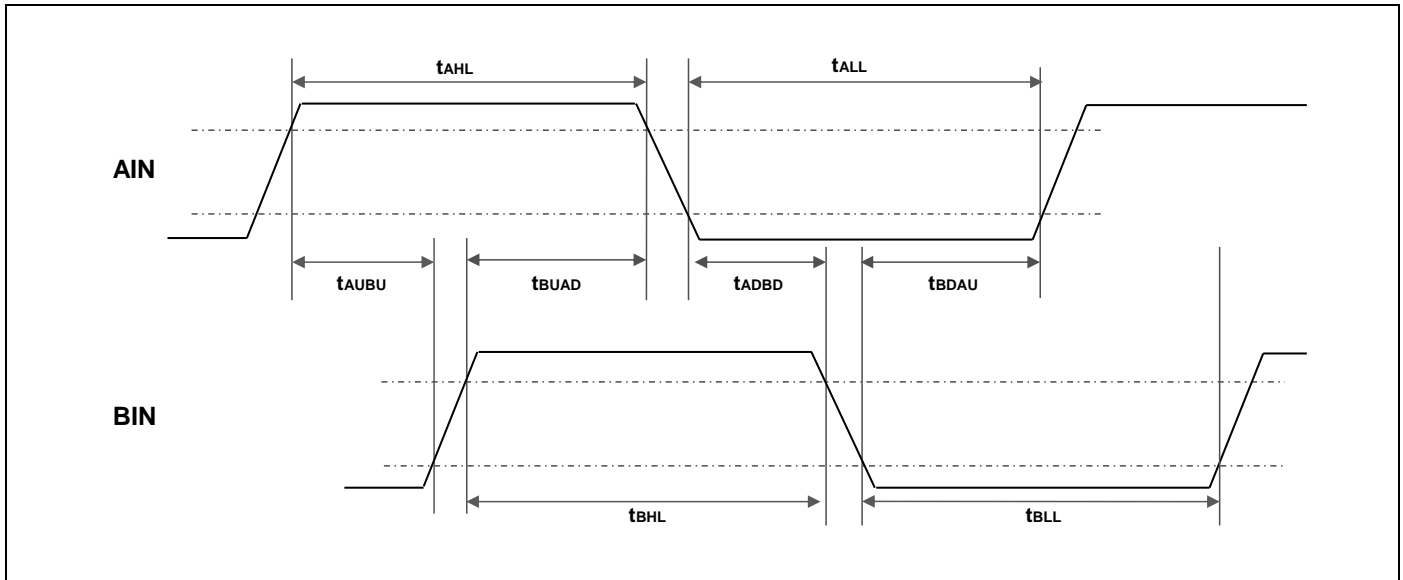 tAHL
tALL
AIN
tAUBU
tBUAD
tADBD
tBDAU
BIN
tBHL
tBLL